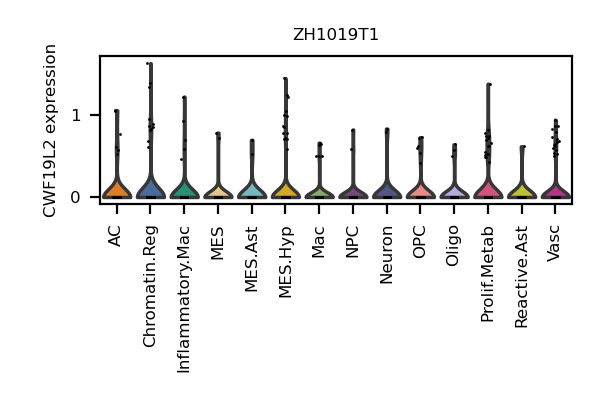 ZH1019T1
CWF19L2 expression
1
0
AC
Chromatin.Reg
Inflammatory.Mac
MES
MES.Ast
MES.Hyp
Mac
NPC
Neuron
OPC
Oligo
Prolif.Metab
Reactive.Ast
Vasc